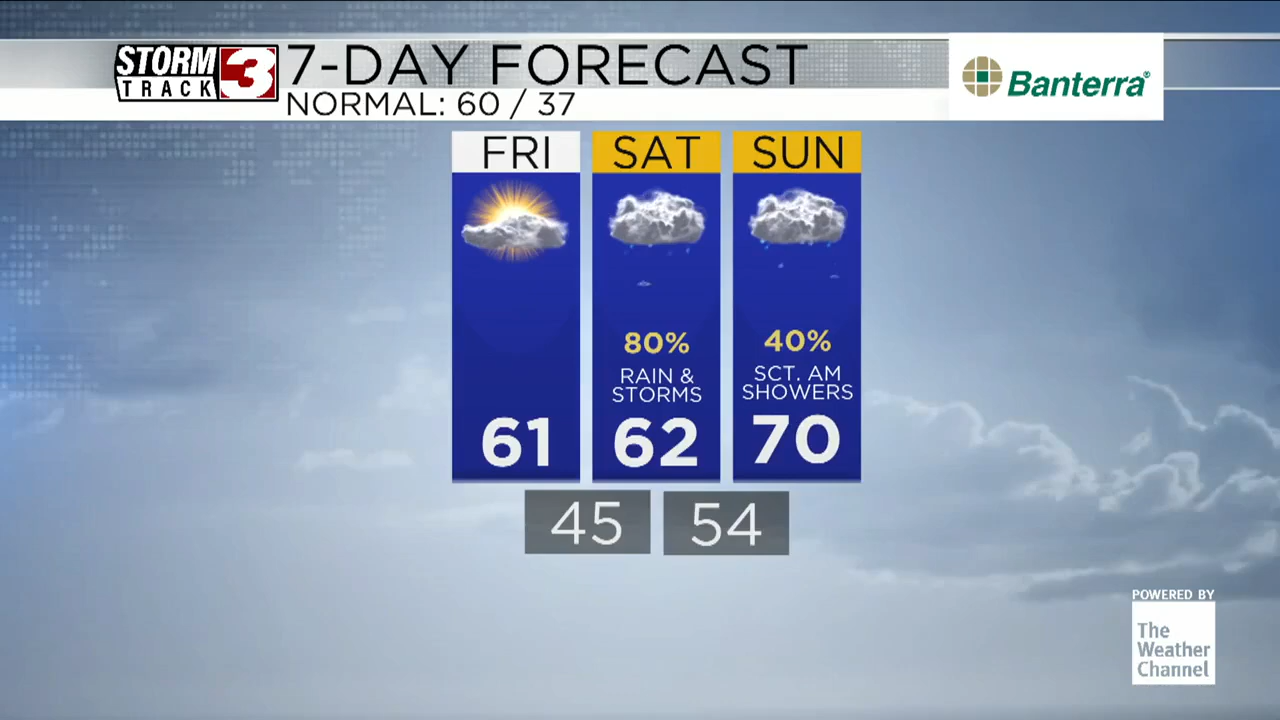 STORM
TRACK 3
7-DAY FORECAST
NORMAL: 60 / 37
Banterra®
FRI
SAT
SUN
80%
RAIN &
STORMS
40%
SCT. AM
SHOWERS
61
62
70
45
54
POWERED BY
The
Weather
Channel